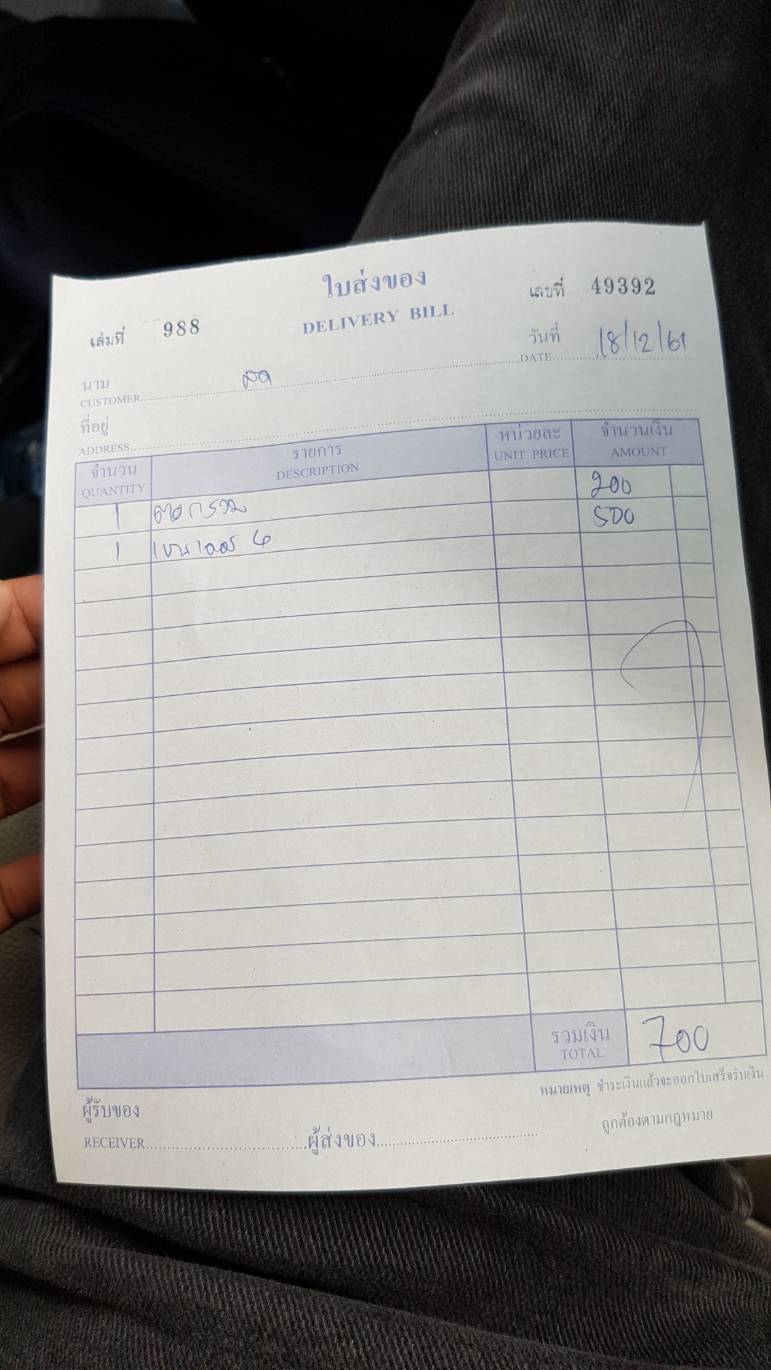 ใบส่งของ
DELIVERY BILL
เล่มที่ 988
เลขที่ 49392
วันที่
DATE 18/12/61
นาม
CUSTOMER สด
ที่อยู่
ADDRESS
จำนวน รายการ หน่วยละ จำนวนเงิน
QUANTITY DESCRIPTION UNIT PRICE AMOUNT
1 200
1 4 500
รวมเงิน
TOTAL 700
หมายเหตุ ชำระเงินแล้วจะออกใบเสร็จรับเงิน
ถูกต้องตามกฎหมาย
ผู้รับของ
RECEIVER ผู้ส่งของ